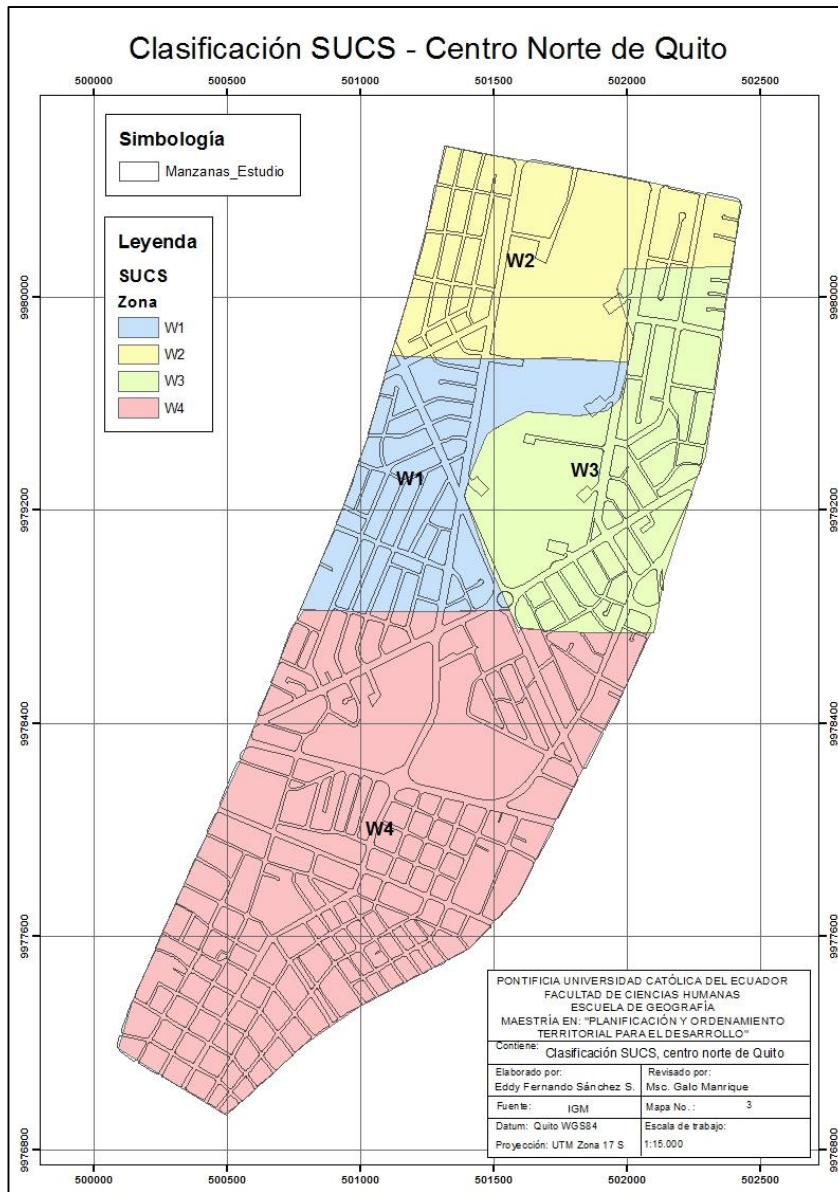 Clasificación SUCS - Centro Norte de Quito
500000 500500 501000 501500 502000 502500
Simbología
Manzanas_Estudio
Leyenda
SUCS
Zona
W1
W2
W3
W4
W2
W1
W3
W4
9980000
9979200
9978400
9977600
9976800
9980000
9979200
9978400
9977600
9976800
PONTIFICIA UNIVERSIDAD CATÓLICA DEL ECUADOR
FACULTAD DE CIENCIAS HUMANAS
ESCUELA DE GEOGRAFÍA
MAESTRÍA EN: "PLANIFICACIÓN Y ORDENAMIENTO
TERRITORIAL PARA EL DESARROLLO"
Contiene: Clasificación SUCS, centro norte de Quito
Elaborado por: Revisado por:
Eddy Fernando Sánchez S. Msc. Galo Manrique
Fuente: IGM Mapa No. : 3
Datum: Quito WGS84 Escala de trabajo:
Proyección: UTM Zona 17 S 1:15.000
500000 500500 501000 501500 502000 502500